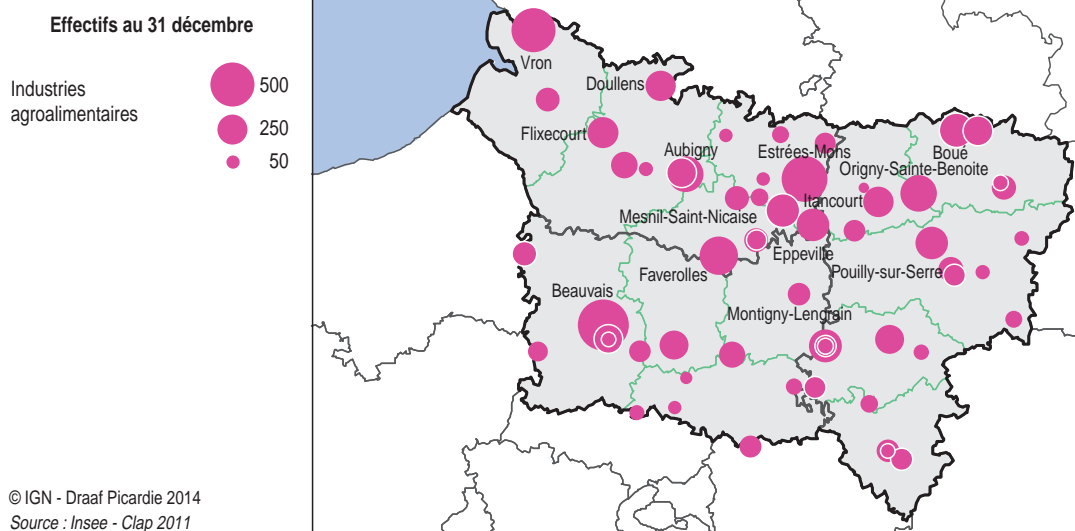 Effectifs au 31 décembre
Industries
agroalimentaires
500
250
50
Vron
Doullens
Flixecourt
Aubigny
Estrées-Mons
Boué
Origny-Sainte-Benoite
Itancourt
Mesnil-Saint-Nicaise
Eppeville
Faverolles
Pouilly-sur-Serre
Beauvais
Montigny-Lengrain
© IGN - Draaf Picardie 2014
Source : Insee - Clap 2011